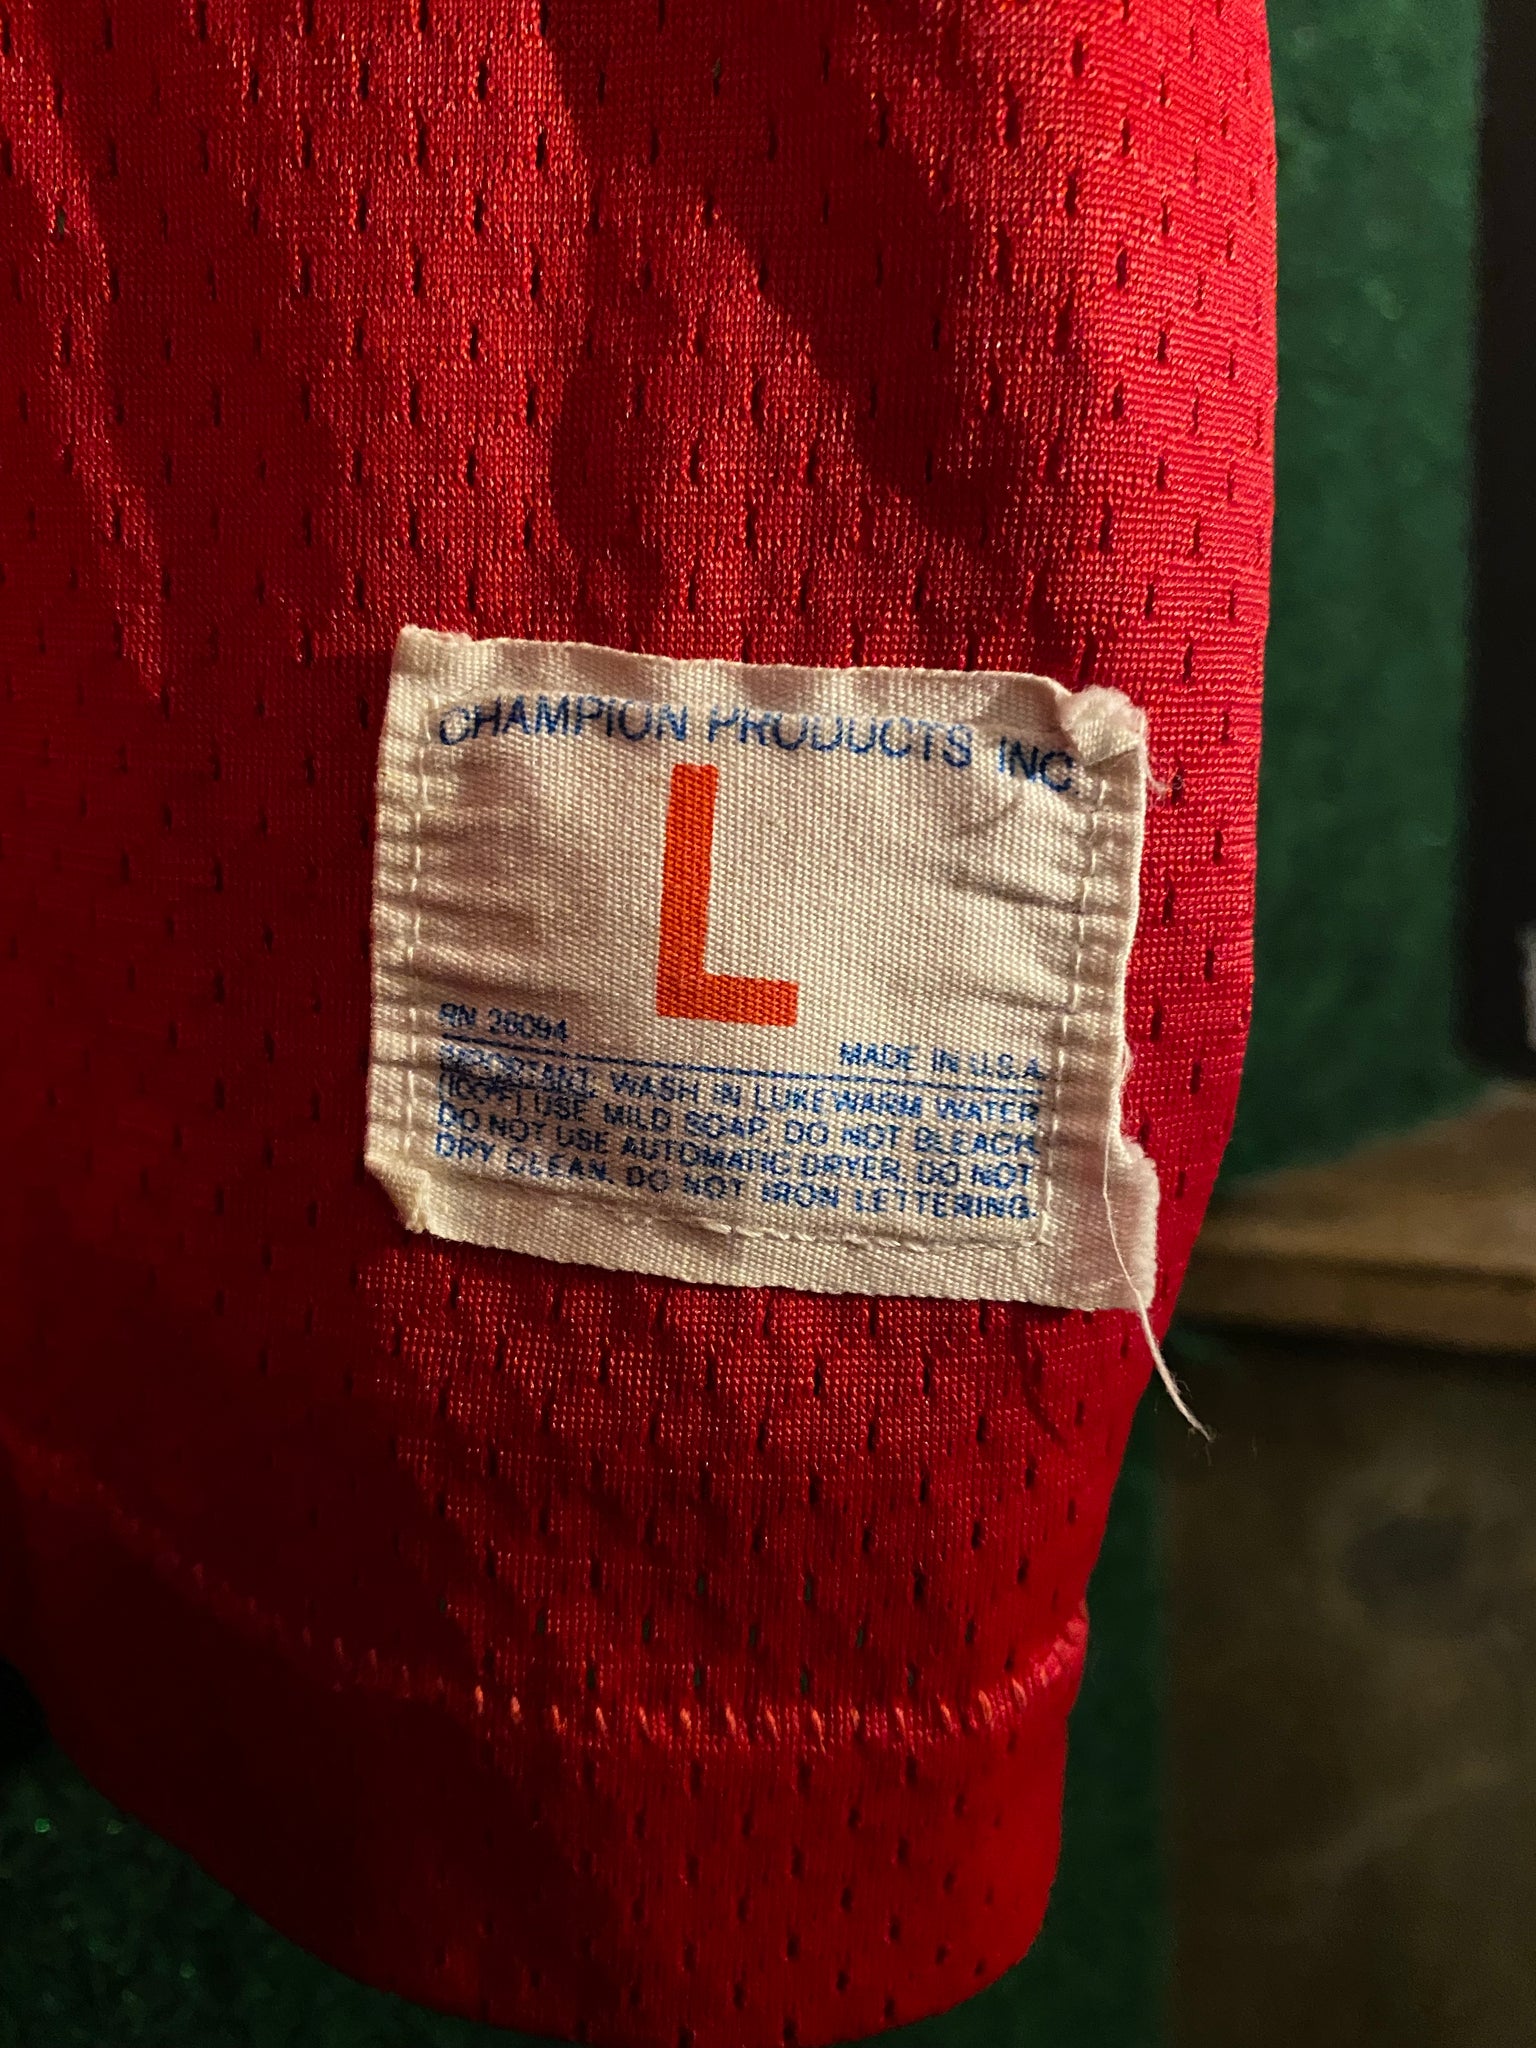 CHAMPION PRODUCTS INC.
L
RN 26094
MADE IN U.S.A.
IMPORTANT, WASH IN LUKEWARM WATER
(100°F) USE MILD SOAP. DO NOT BLEACH
DO NOT USE AUTOMATIC DRYER. DO NOT
DRY CLEAN. DO NOT IRON LETTERING.